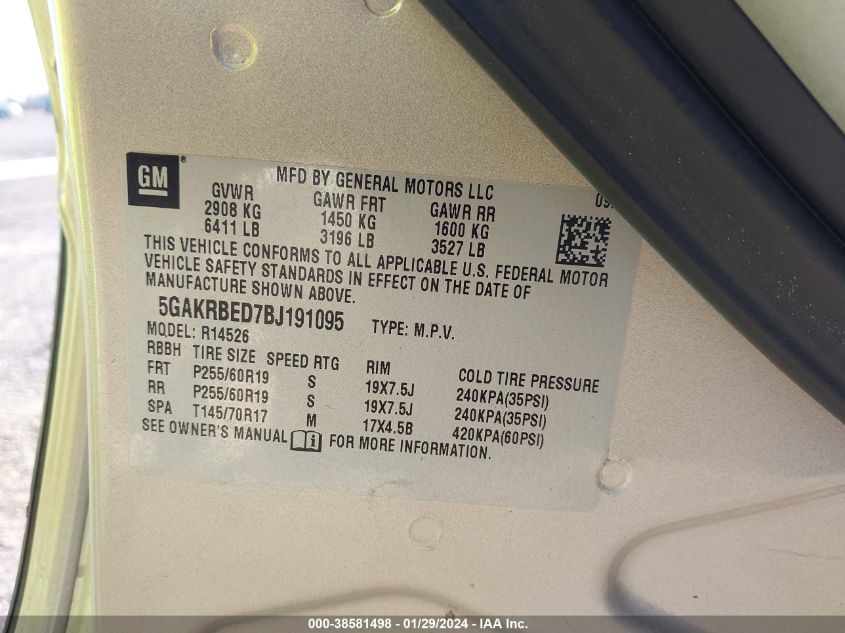 GM
MFD BY GENERAL MOTORS LLC
GVWR GAWR FRT GAWR RR
2908 KG 1450 KG 1600 KG
6411 LB 3196 LB 3527 LB
THIS VEHICLE CONFORMS TO ALL APPLICABLE U.S. FEDERAL MOTOR
VEHICLE SAFETY STANDARDS IN EFFECT ON THE DATE OF
MANUFACTURE SHOWN ABOVE.
5GAKRBED7BJ191095 TYPE: M.P.V.
MODEL: R14526
RBBH TIRE SIZE SPEED RTG RIM COLD TIRE PRESSURE
FRT P255/60R19 S 19X7.5J 240KPA(35PSI)
RR P255/60R19 S 19X7.5J 240KPA(35PSI)
SPA T145/70R17 M 17X4.5B 420KPA(60PSI)
SEE OWNER'S MANUAL FOR MORE INFORMATION.
000-38581498 - 01/29/2024 - IAA Inc.